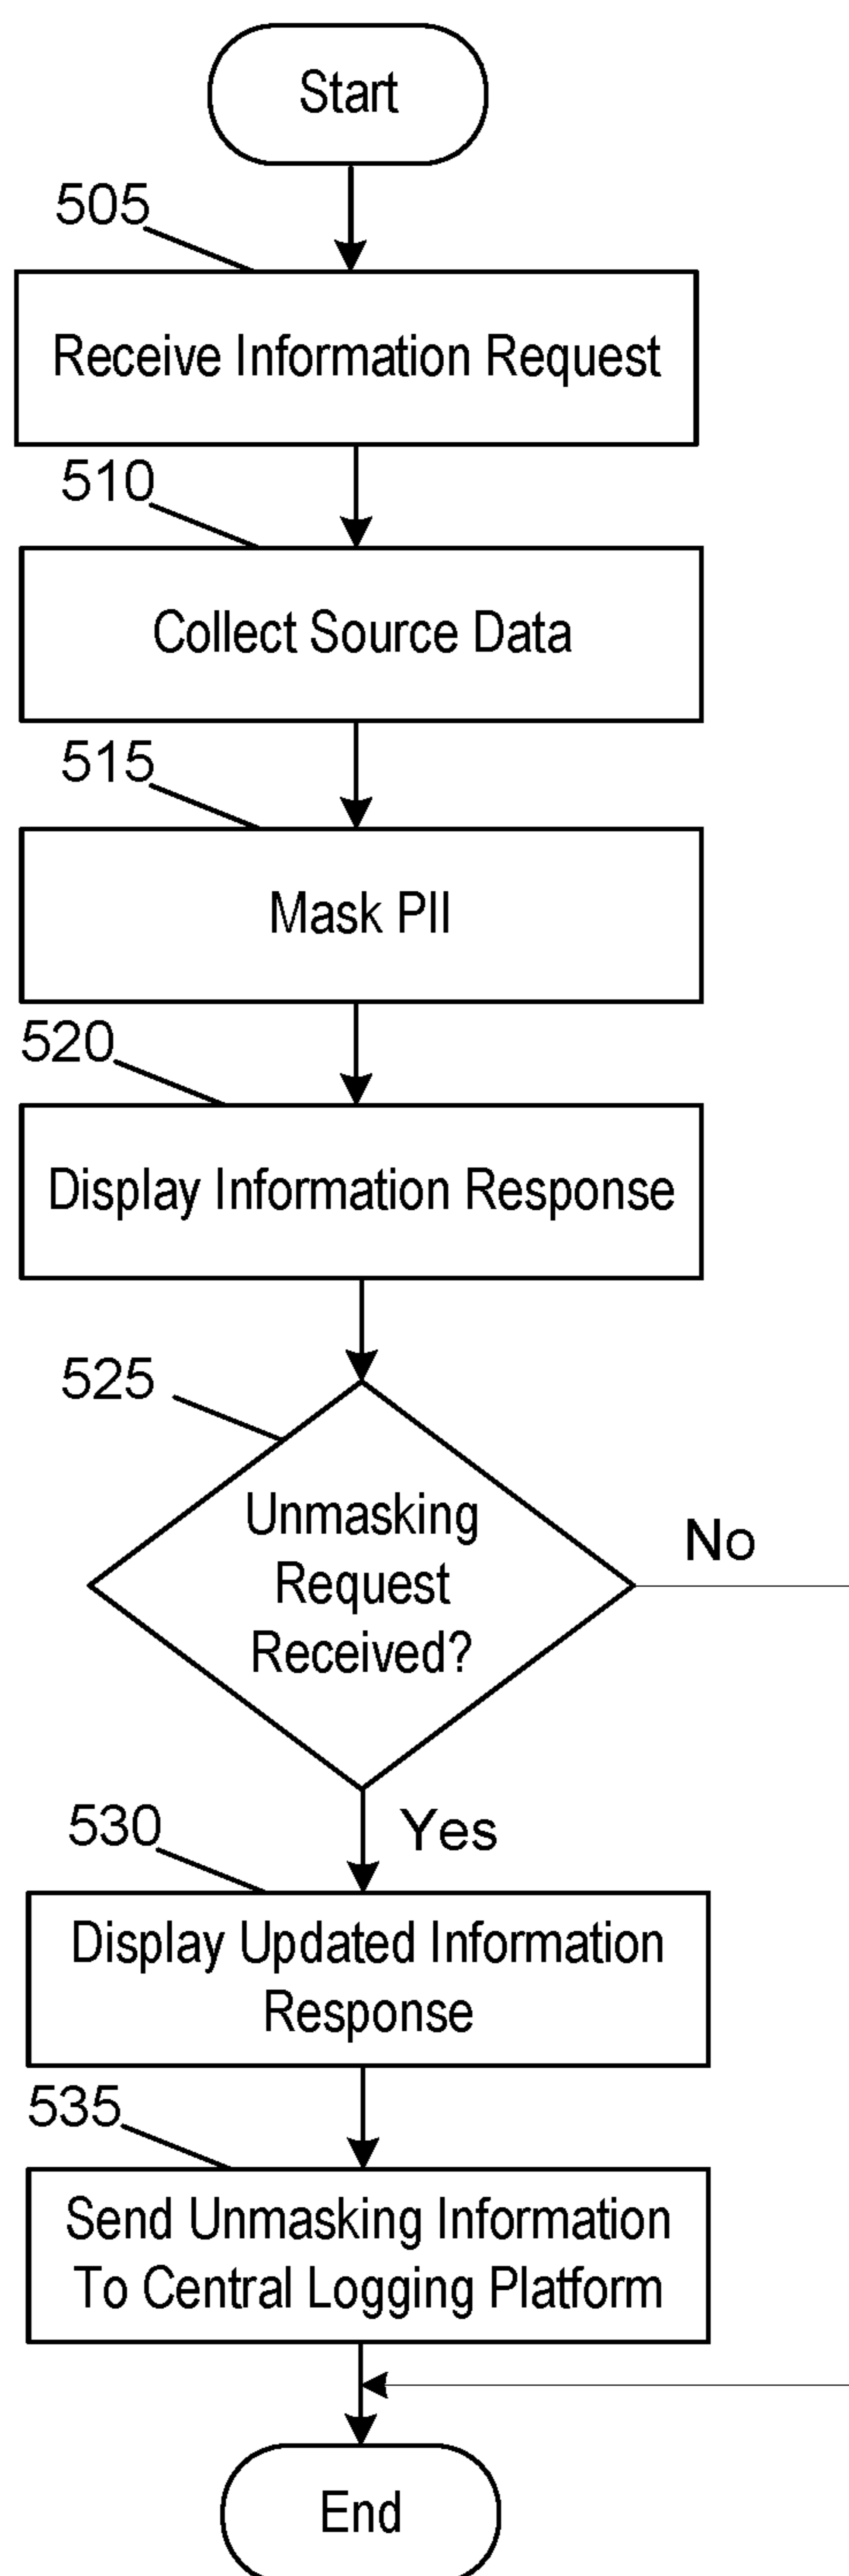 Start
505
Receive Information Request
510
Collect Source Data
515
Mask PII
520
Display Information Response
525
Unmasking
Request
Received?
No
530
Yes
Display Updated Information
Response
535
Send Unmasking Information
To Central Logging Platform
End